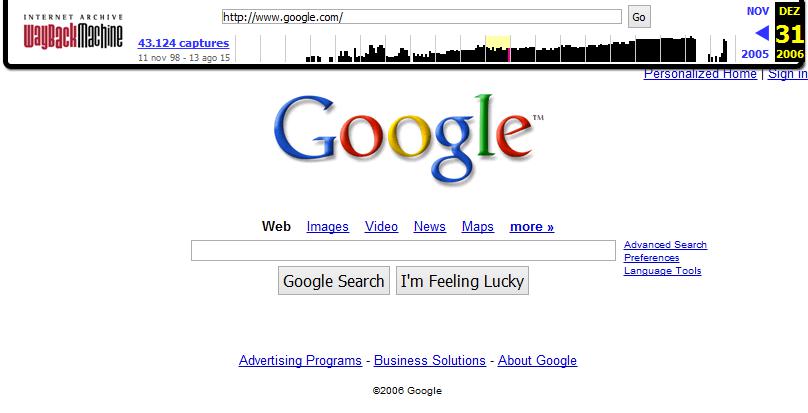 INTERNET ARCHIVE
WayBackMachine
http://www.google.com/
Go
43.124 captures
11 nov 98 - 13 ago 15
NOV
DEZ
31
2005
2006
Personalized Home | Sign in
Google™
Web Images Video News Maps more »
Advanced Search
Preferences
Language Tools
Google Search I'm Feeling Lucky
Advertising Programs - Business Solutions - About Google
©2006 Google